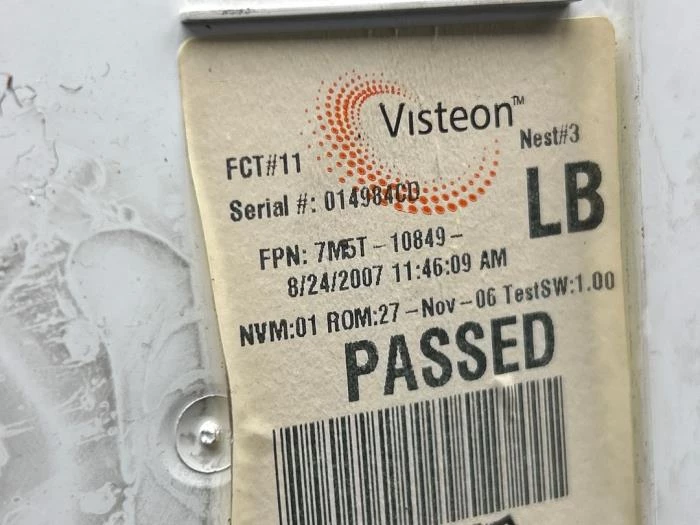 Visteon™
Nest#3
FCT#11
Serial #: 014984CD
LB
FPN: 7M5T-10849-
8/24/2007 11:46:09 AM
NVM:01 ROM:27-Nov-06 TestSW:1.00
PASSED